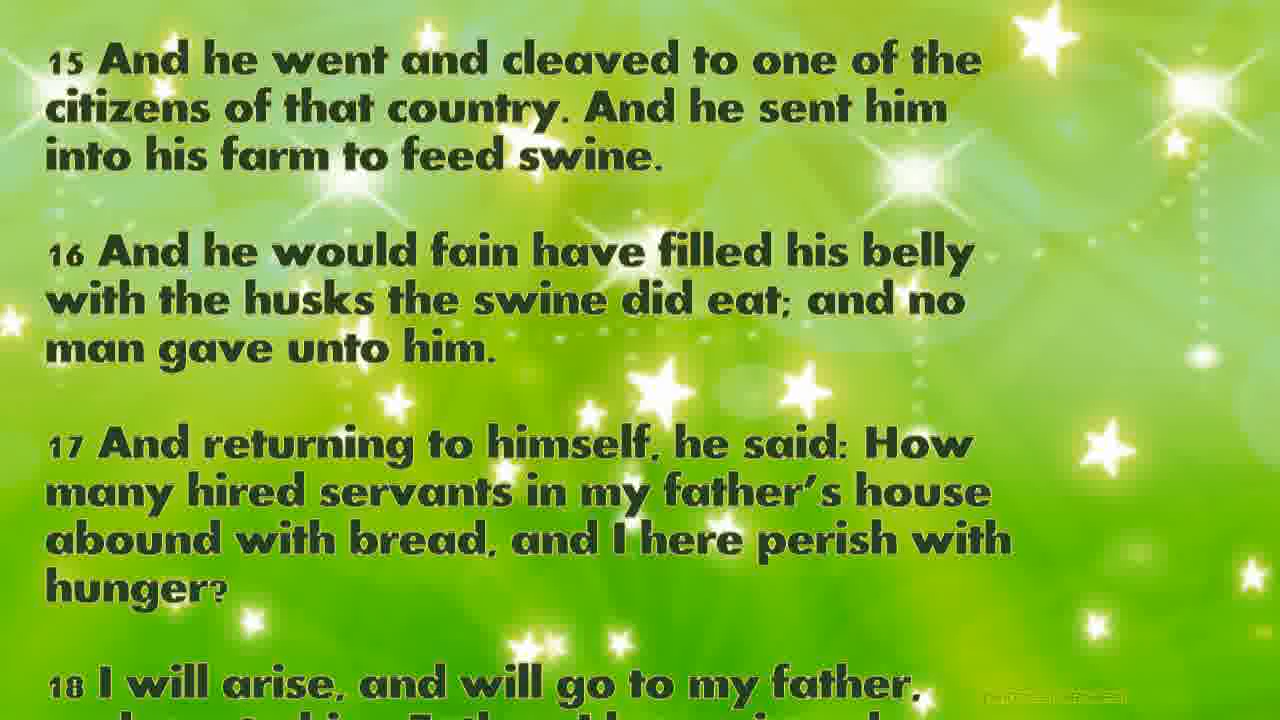 15 And he went and cleaved to one of the
citizens of that country. And he sent him
into his farm to feed swine.
16 And he would fain have filled his belly
with the husks the swine did eat; and no
man gave unto him.
17 And returning to himself, he said: How
many hired servants in my father's house
abound with bread, and I here perish with
hunger?
18 I will arise, and will go to my father,